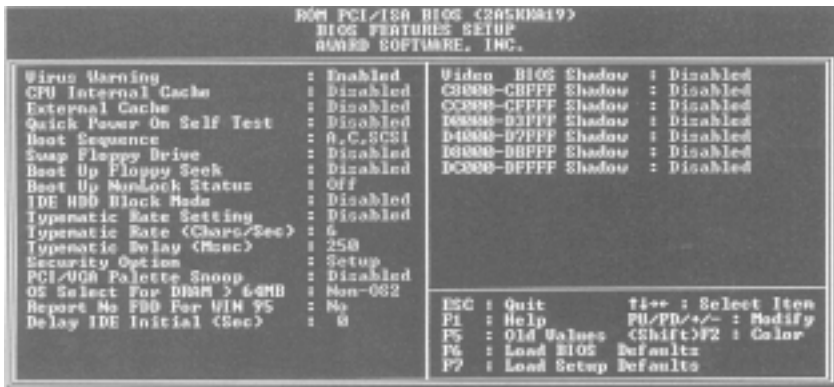 ROM PCI/ISA BIOS (2A5KKA19)
BIOS FEATURES SETUP
AWARD SOFTWARE, INC.
Virus Warning : Enabled
CPU Internal Cache : Disabled
External Cache : Disabled
Quick Power On Self Test : Disabled
Boot Sequence : A,C,SCSI
Swap Floppy Drive : Disabled
Boot Up Floppy Seek : Disabled
Boot Up NumLock Status : Off
IDE HDD Block Mode : Disabled
Typematic Rate Setting : Disabled
Typematic Rate (Chars/Sec) : 6
Typematic Delay (Msec) : 250
Security Option : Setup
PCI/VGA Palette Snoop : Disabled
OS Select For DRAM > 64MB : Non-OS2
Report No FDD For WIN 95 : No
Delay IDE Initial (Sec) : 0
Video BIOS Shadow : Disabled
C8000-CBFFF Shadow : Disabled
CC000-CFFFF Shadow : Disabled
D0000-D3FFF Shadow : Disabled
D4000-D7FFF Shadow : Disabled
D8000-DBFFF Shadow : Disabled
DC000-DFFFF Shadow : Disabled
ESC : Quit ↑↓→← : Select Item
F1 : Help PU/PD/+/- : Modify
F5 : Old Values (Shift)F2 : Color
F6 : Load BIOS Defaults
F7 : Load Setup Defaults